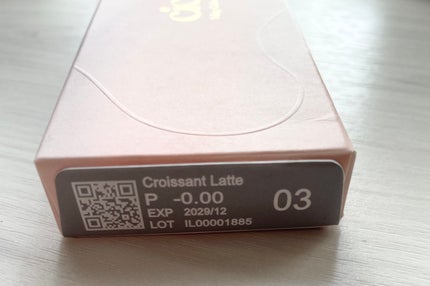 Croissant Latte
P -0.00
EXP 2029/12
LOT IL00001885
03